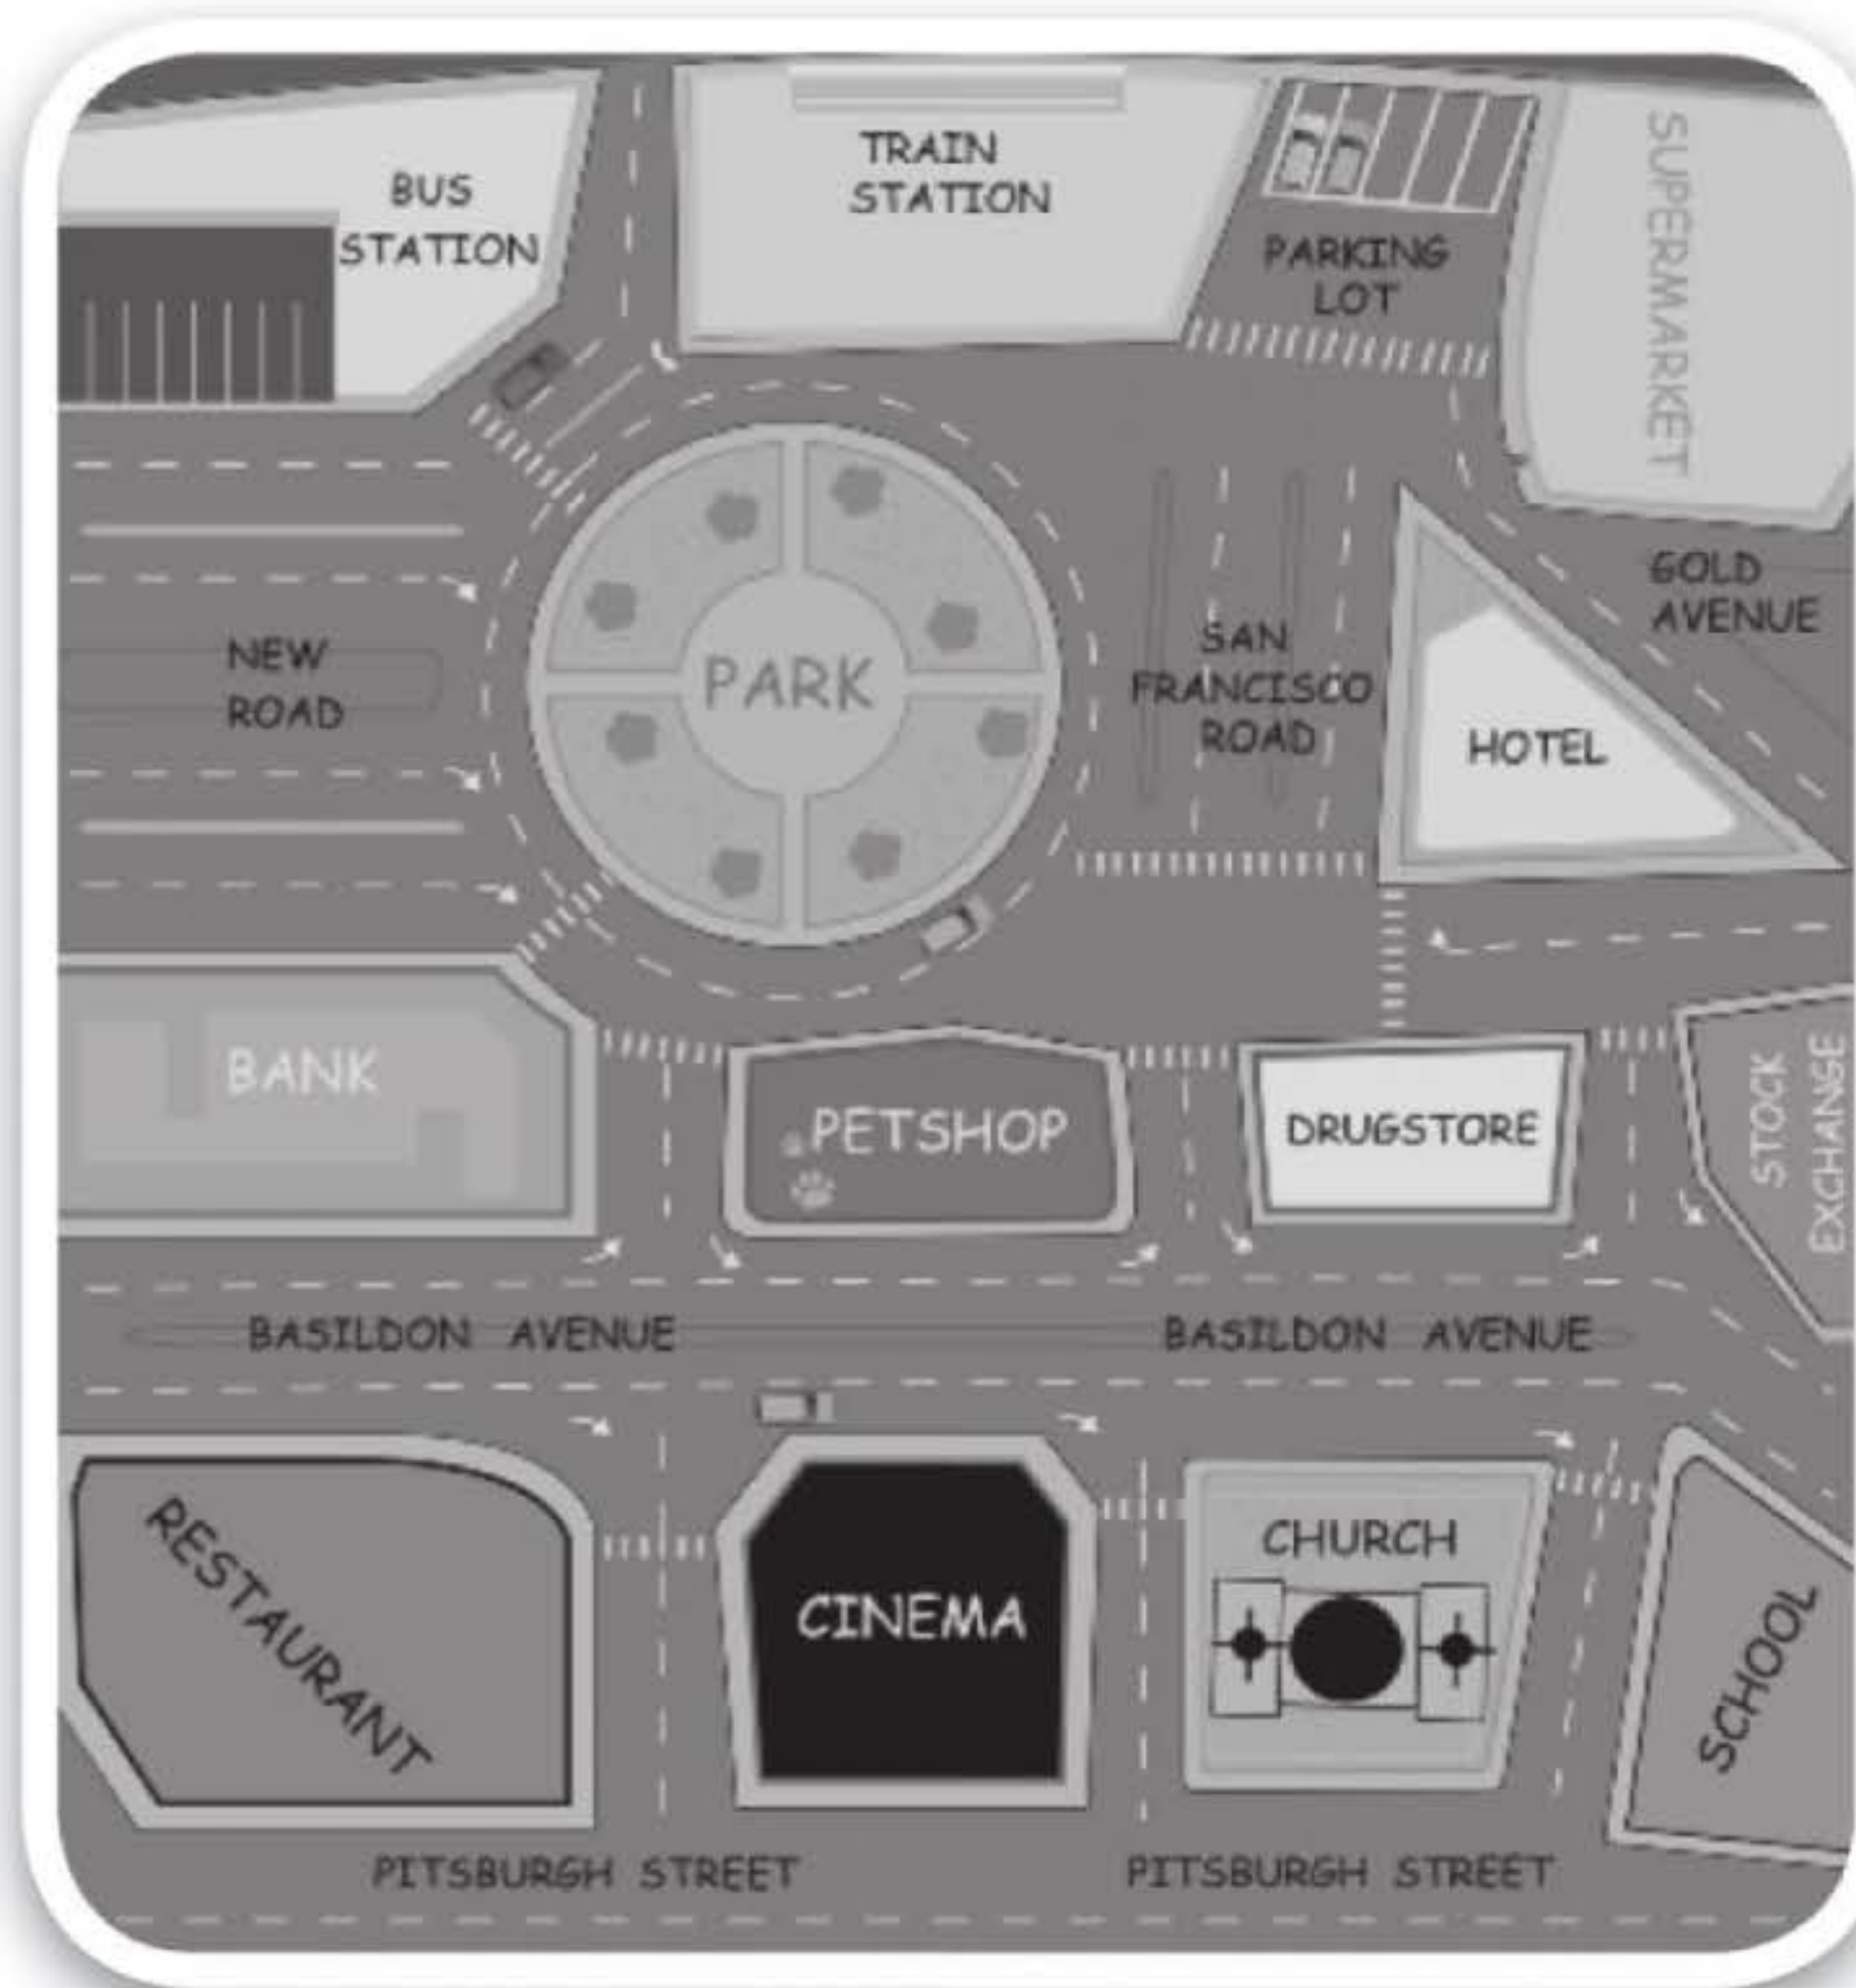 BUS
STATION
TRAIN
STATION
PARKING
LOT
SUPERMARKET
GOLD
AVENUE
NEW
ROAD
PARK
SAN
FRANCISCO
ROAD
HOTEL
BANK
PETSHOP
DRUGSTORE
STOCK
EXCHANGE
BASILDON AVENUE
BASILDON AVENUE
RESTAURANT
CINEMA
CHURCH
SCHOOL
PITSBURGH STREET
PITSBURGH STREET